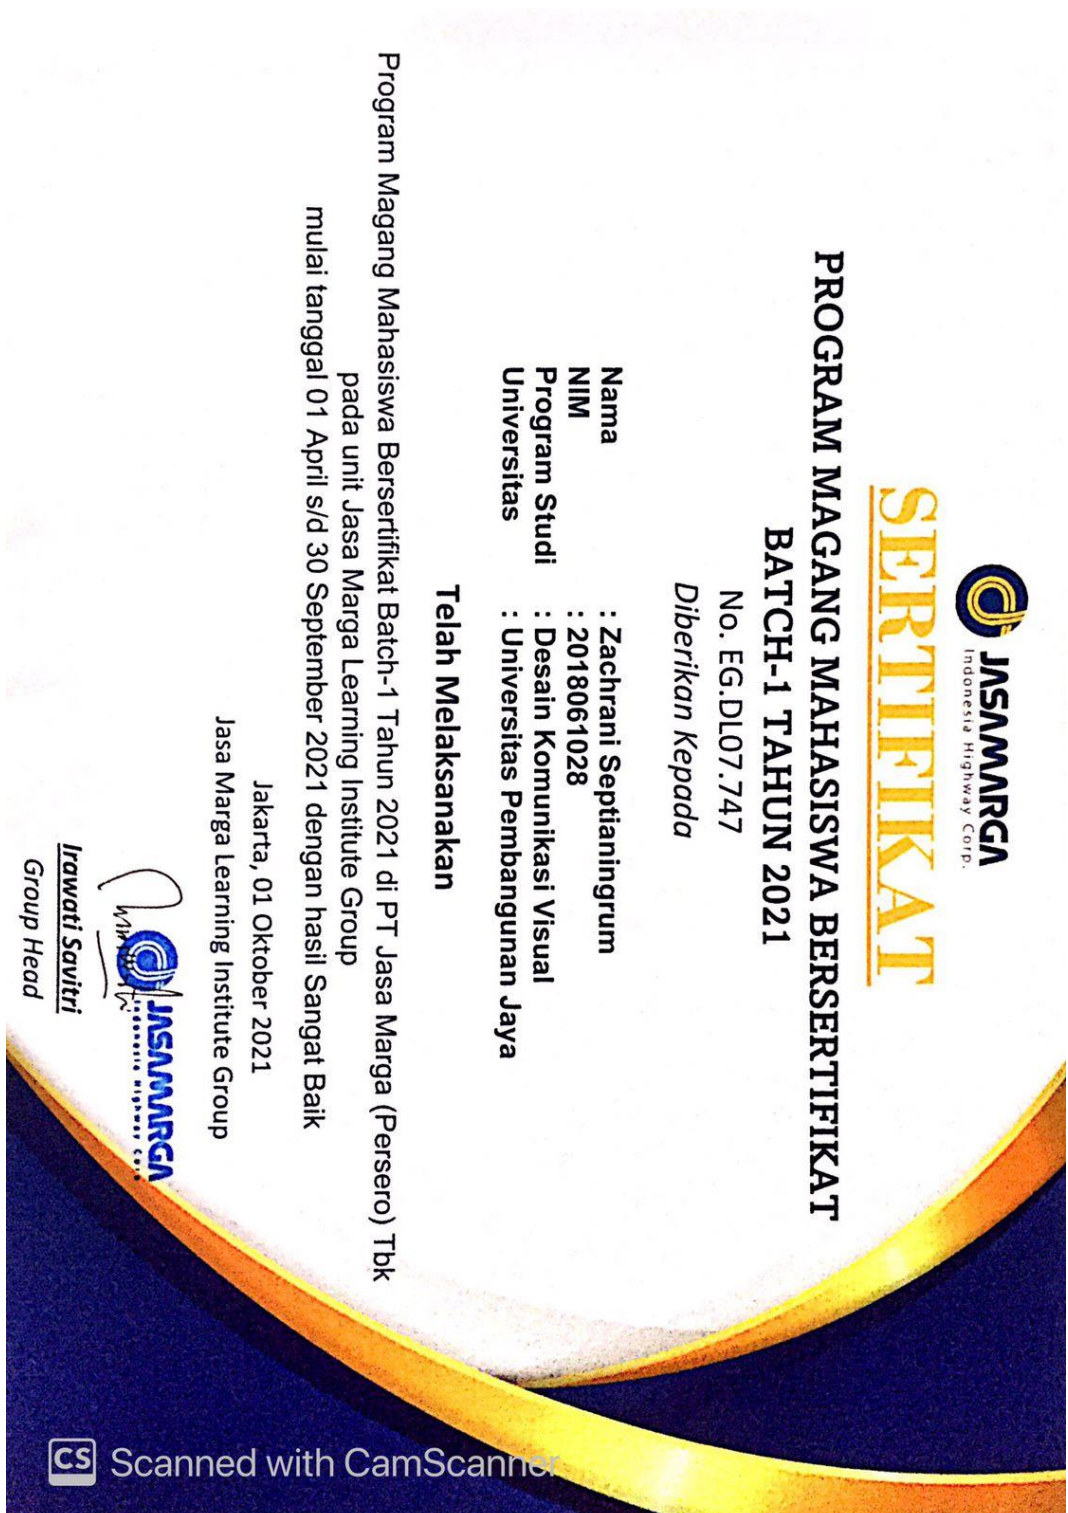 JASAMARGA
Indonesia Highway Corp.
SERTIFIKAT
PROGRAM MAGANG MAHASISWA BERSERTIFIKAT
BATCH-1 TAHUN 2021
No. EG.DL07.747
Diberikan Kepada
Nama : Zachrani Septianingrum
NIM : 2018061028
Program Studi : Desain Komunikasi Visual
Universitas : Universitas Pembangunan Jaya
Telah Melaksanakan
Program Magang Mahasiswa Bersertifikat Batch-1 Tahun 2021 di PT Jasa Marga (Persero) Tbk
pada unit Jasa Marga Learning Institute Group
mulai tanggal 01 April s/d 30 September 2021 dengan hasil Sangat Baik
Jakarta, 01 Oktober 2021
Jasa Marga Learning Institute Group
JASAMARGA
Indonesia Highway Corp
Irawati Savitri
Group Head
CS Scanned with CamScanner